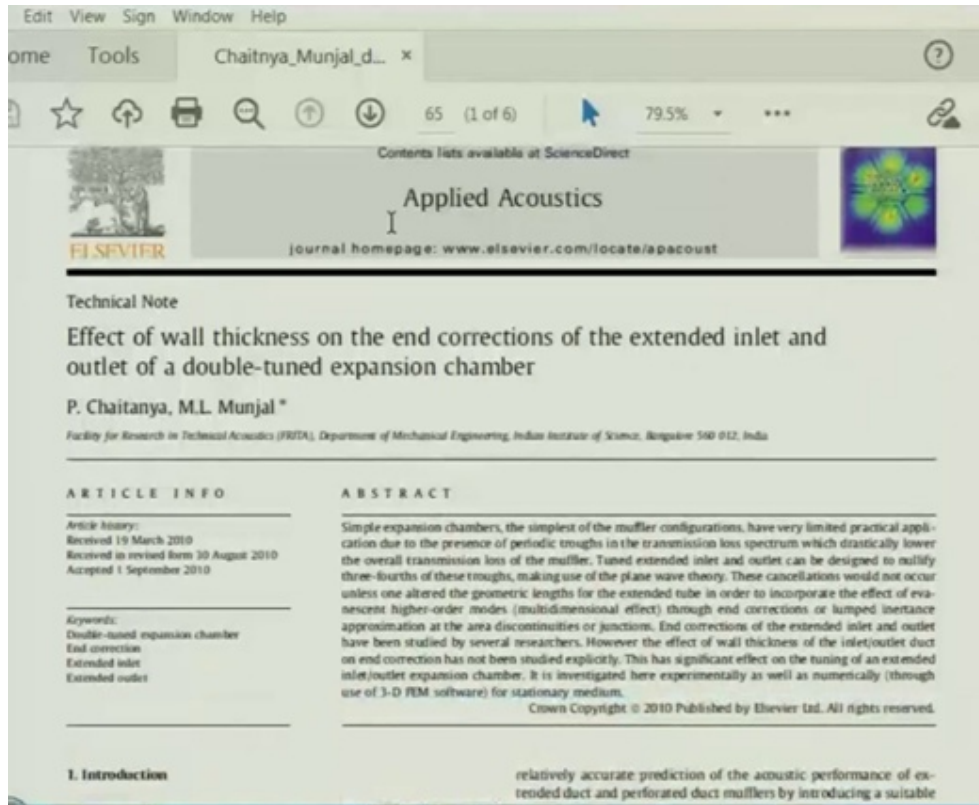 Edit View Sign Window Help
ome Tools Chaitnya_Munjal_d... ×
65 (1 of 6) 79.5%
Contents lists available at ScienceDirect
Applied Acoustics
ELSEVIER
journal homepage: www.elsevier.com/locate/apacoust
Technical Note
Effect of wall thickness on the end corrections of the extended inlet and
outlet of a double-tuned expansion chamber
P. Chaitanya, M.L. Munjal *
Facility for Research in Technical Acoustics (FRITA), Department of Mechanical Engineering, Indian Institute of Science, Bangalore 560 012, India
ARTICLE INFO
Article history:
Received 19 March 2010
Received in revised form 30 August 2010
Accepted 1 September 2010
Keywords:
Double-tuned expansion chamber
End correction
Extended inlet
Extended outlet
ABSTRACT
Simple expansion chambers, the simplest of the muffler configurations, have very limited practical appli-
cation due to the presence of periodic troughs in the transmission loss spectrum which drastically lower
the overall transmission loss of the muffler. Tuned extended inlet and outlet can be designed to nullify
three-fourths of these troughs, making use of the plane wave theory. These cancellations would not occur
unless one altered the geometric lengths for the extended tube in order to incorporate the effect of eva-
nescent higher-order modes (multidimensional effect) through end corrections or lumped inertance
approximation at the area discontinuities or junctions. End corrections of the extended inlet and outlet
have been studied by several researchers. However the effect of wall thickness of the inlet/outlet duct
on end correction has not been studied explicitly. This has significant effect on the tuning of an extended
inlet/outlet expansion chamber. It is investigated here experimentally as well as numerically (through
use of 3-D FEM software) for stationary medium.
Crown Copyright © 2010 Published by Elsevier Ltd. All rights reserved.
1. Introduction
relatively accurate prediction of the acoustic performance of ex-
tended duct and perforated duct mufflers by introducing a suitable